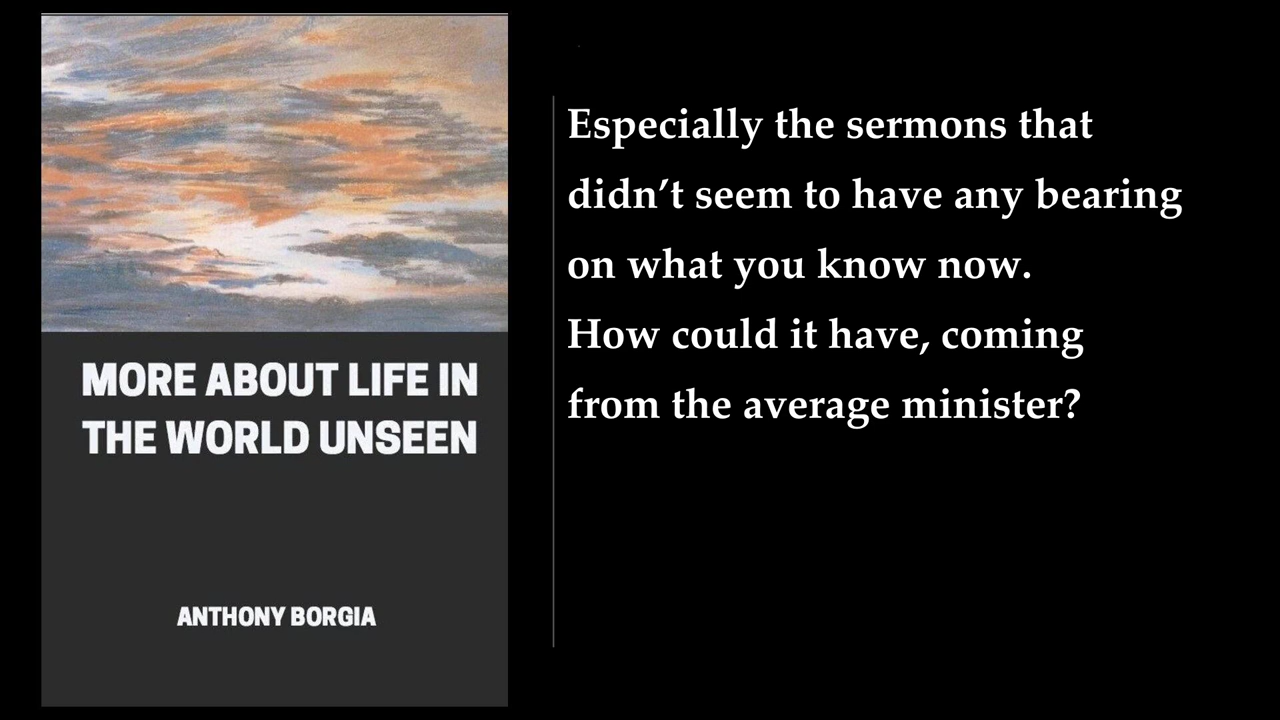 MORE ABOUT LIFE IN
THE WORLD UNSEEN
ANTHONY BORGIA
Especially the sermons that
didn’t seem to have any bearing
on what you know now.
How could it have, coming
from the average minister?